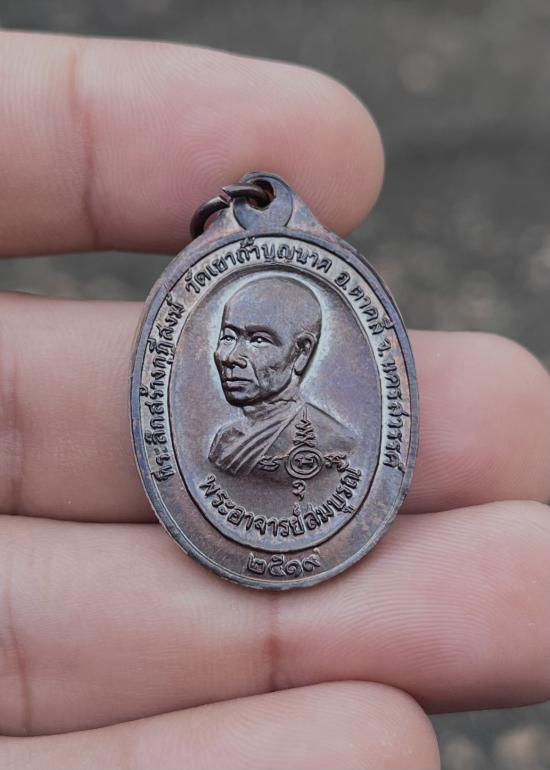 ที่ระลึกสร้างกุฏิสงฆ์ วัดเขาถ้ำบุญนาค อ.ตาคลี จ.นครสวรรค์
พระอาจารย์สมบูรณ์
๒๕๑๙